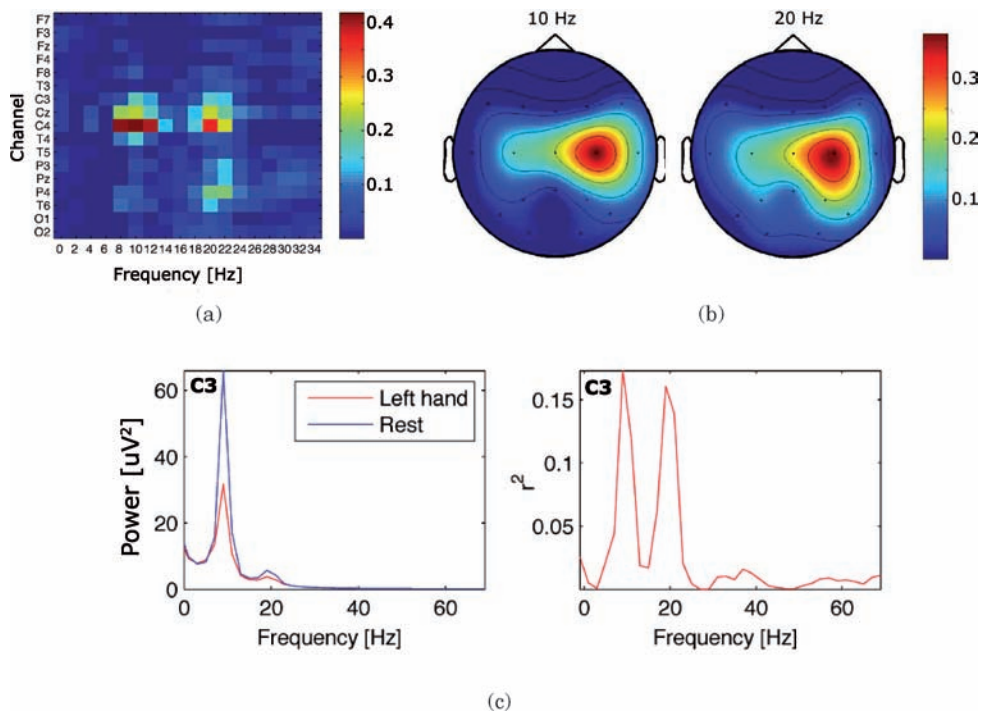 (a)
Channel
F7
F3
Fz
F4
F8
T3
C3
Cz
C4
T4
T5
P3
Pz
P4
T6
O1
O2
0 2 4 6 8 10 12 14 16 18 20 22 24 26 28 30 32 34
Frequency [Hz]
0.4
0.3
0.2
0.1
(b)
10 Hz
20 Hz
0.3
0.2
0.1
C3
Left hand
Rest
Power [uV²]
60
40
20
0
0 20 40 60
Frequency [Hz]
C3
r²
0.15
0.1
0.05
0 20 40 60
Frequency [Hz]
(c)